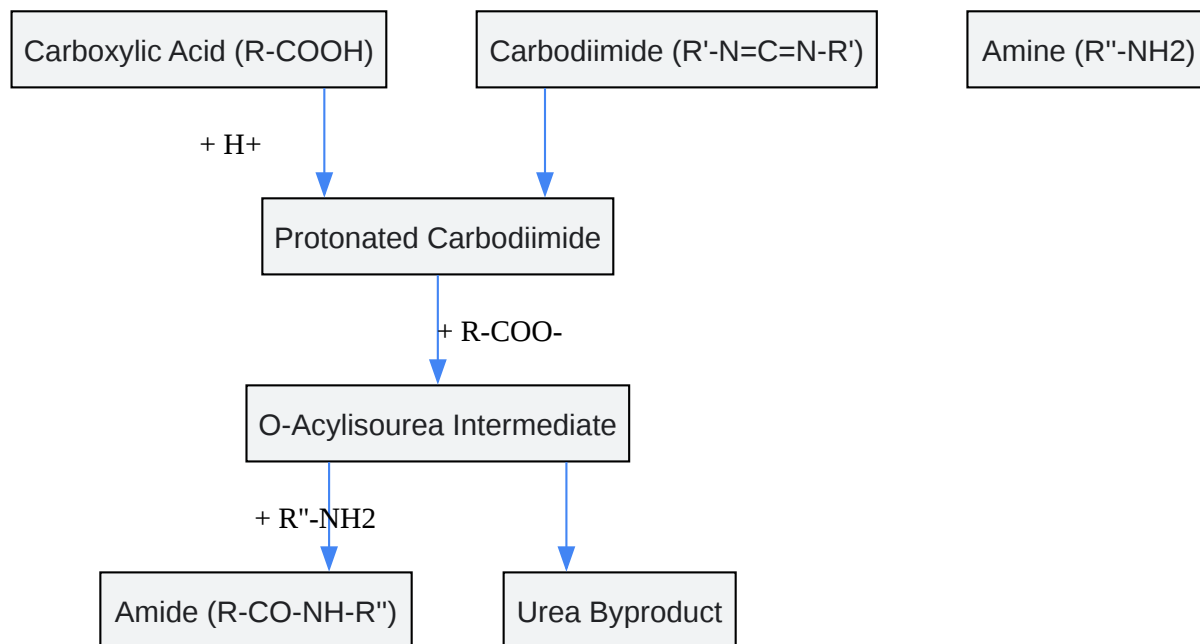 Carboxylic Acid (R-COOH)
Carbodiimide (R'-N=C=N-R')
Amine (R''-NH2)
+ H+
Protonated Carbodiimide
+ R-COO-
O-Acylisourea Intermediate
+ R''-NH2
Amide (R-CO-NH-R'')
Urea Byproduct